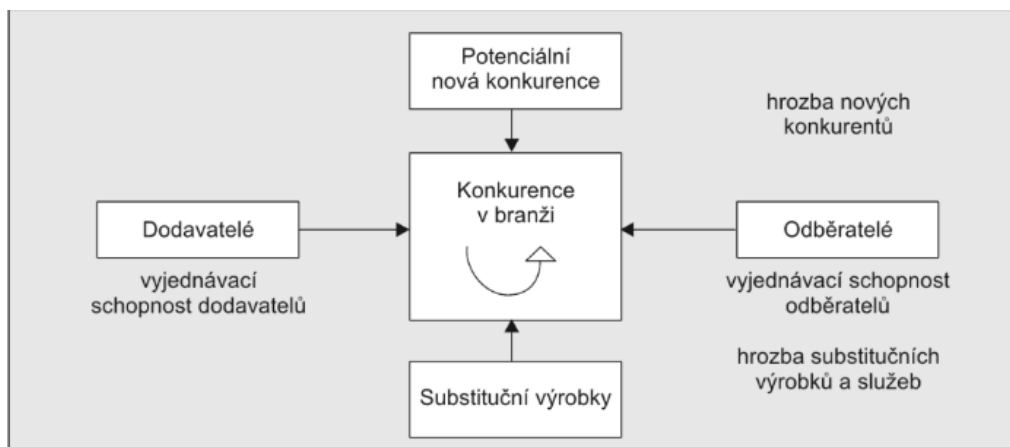 Potenciální
nová konkurence
hrozba nových
konkurentů
Konkurence
v branži
Dodavatelé
Odběratelé
vyjednávací
schopnost dodavatelů
vyjednávací schopnost
odběratelů
hrozba substitučních
výrobků a služeb
Substituční výrobky